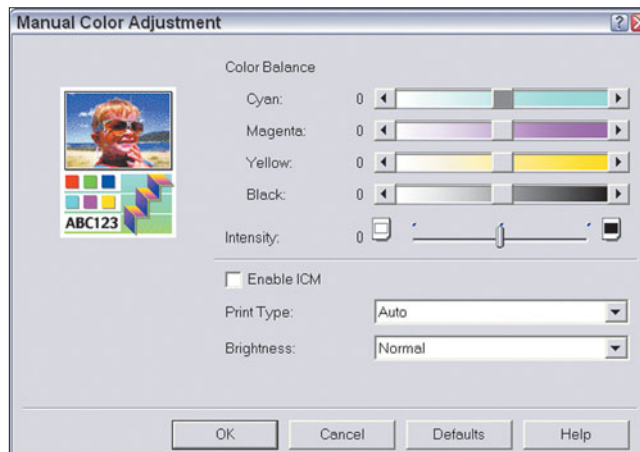 Manual Color Adjustment
Color Balance
Cyan: 0
Magenta: 0
Yellow: 0
Black: 0
ABC123
Intensity: 0
Enable ICM
Print Type: Auto
Brightness: Normal
OK Cancel Defaults Help